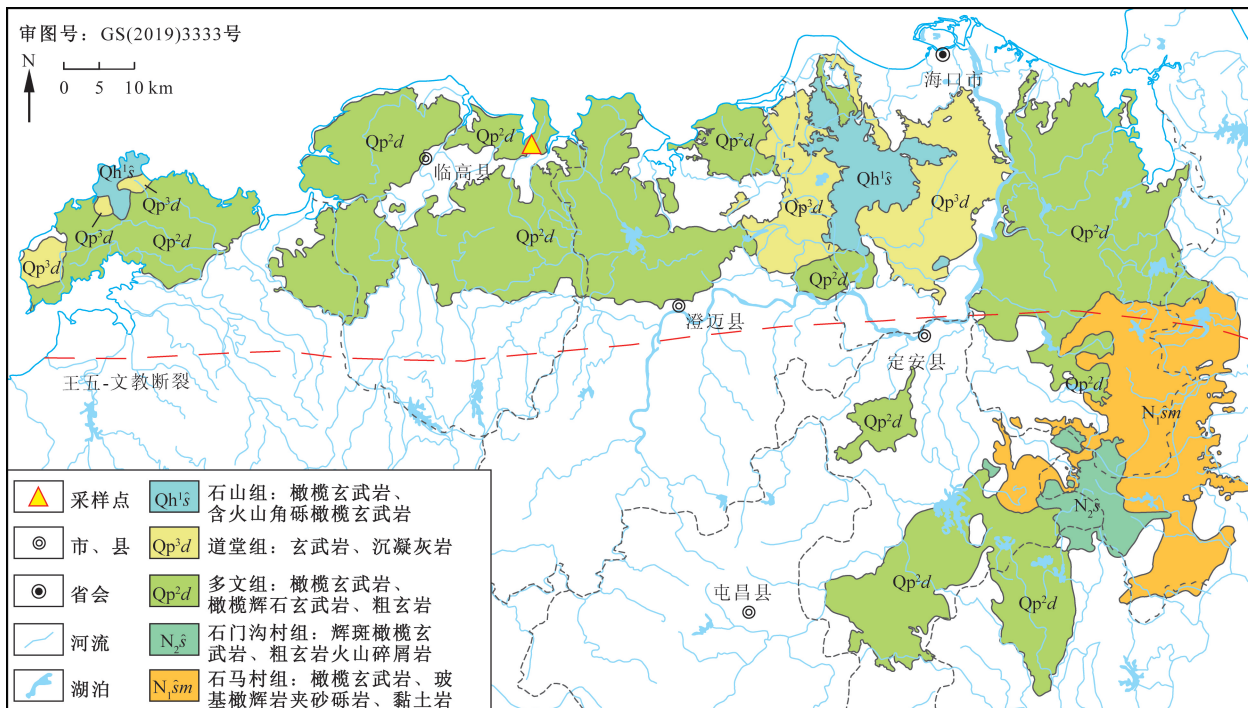 审图号：GS(2019)3333号
N
0 5 10 km
海口市
Qp²d
Qp²d
临高县
Qp²d
Qh¹ŝ
Qp³d
Qp³d
Qp²d
Qp³d
Qp²d
Qh¹ŝ
Qp³d
Qp³d
Qp²d
Qp²d
Qp²d
澄迈县
定安县
王五-文教断裂
Qp²d
Qp²d
N₁ŝm
N₂ŝ
Qp²d
Qp²d
屯昌县
采样点
Qh¹ŝ
石山组：橄榄玄武岩、
含火山角砾橄榄玄武岩
市、县
Qp³d
道堂组：玄武岩、沉凝灰岩
省会
Qp²d
多文组：橄榄玄武岩、
橄榄辉石玄武岩、粗玄岩
河流
N₂ŝ
石门沟村组：辉斑橄榄玄
武岩、粗玄岩火山碎屑岩
湖泊
N₁ŝm
石马村组：橄榄玄武岩、玻
基橄辉岩夹砂砾岩、黏土岩